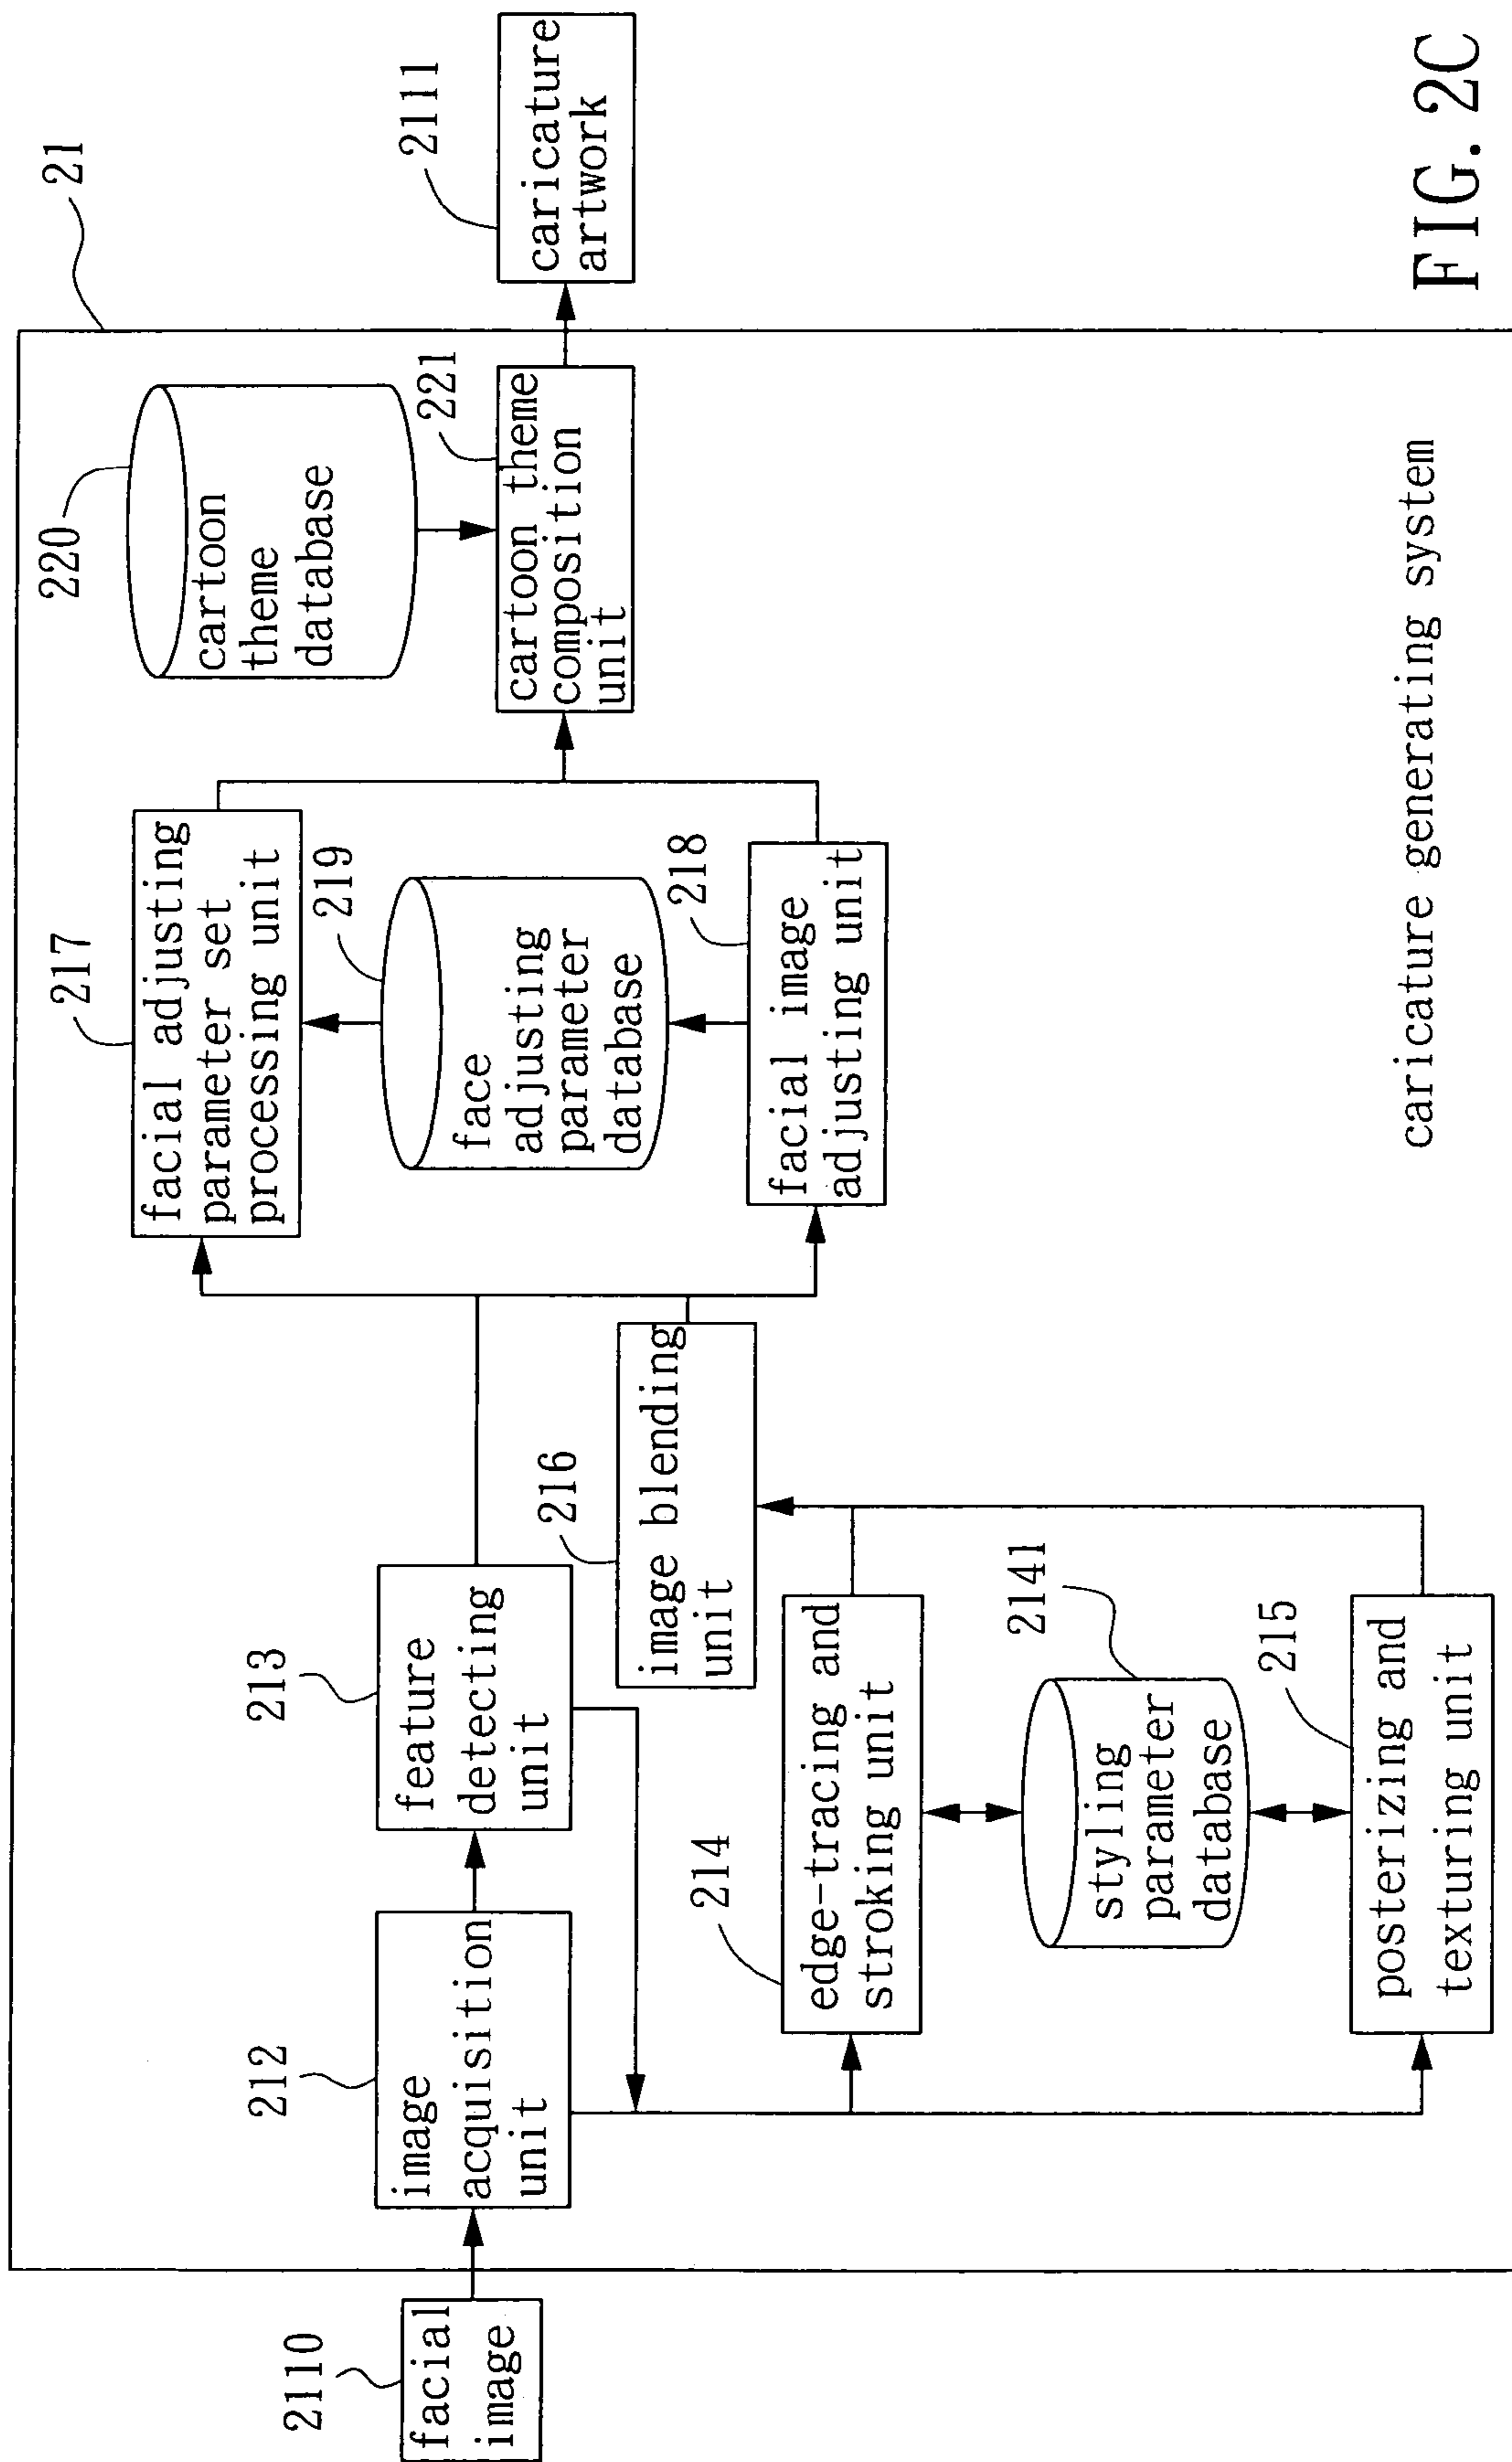 2110
facial
image
212
image
acquisition
unit
213
feature
detecting
unit
214
edge-tracing and
stroking unit
2141
styling
parameter
database
215
posterizing and
texturing unit
216
image blending
unit
217
facial adjusting
parameter set
processing unit
219
face
adjusting
parameter
database
218
facial image
adjusting unit
220
cartoon
theme
database
221
cartoon theme
composition
unit
21
2111
caricature
artwork
caricature generating system
FIG. 2C